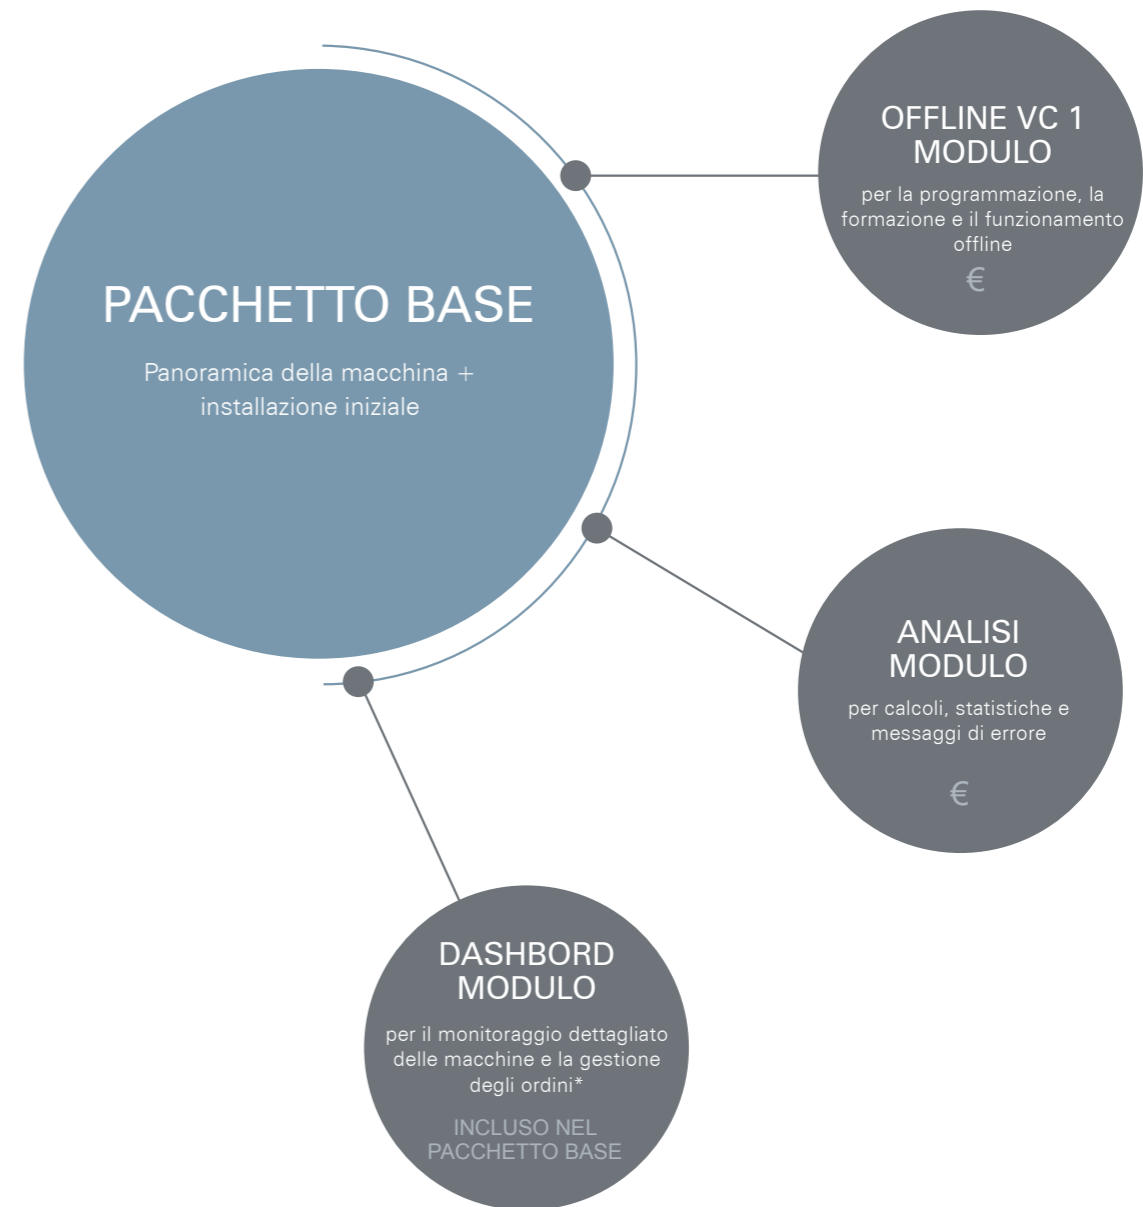 PACCHETTO BASE
Panoramica della macchina +
installazione iniziale
OFFLINE VC 1
MODULO
per la programmazione, la
formazione e il funzionamento
offline
€
ANALISI
MODULO
per calcoli, statistiche e
messaggi di errore
€
DASHBORD
MODULO
per il monitoraggio dettagliato
delle macchine e la gestione
degli ordini*
INCLUSO NEL
PACCHETTO BASE